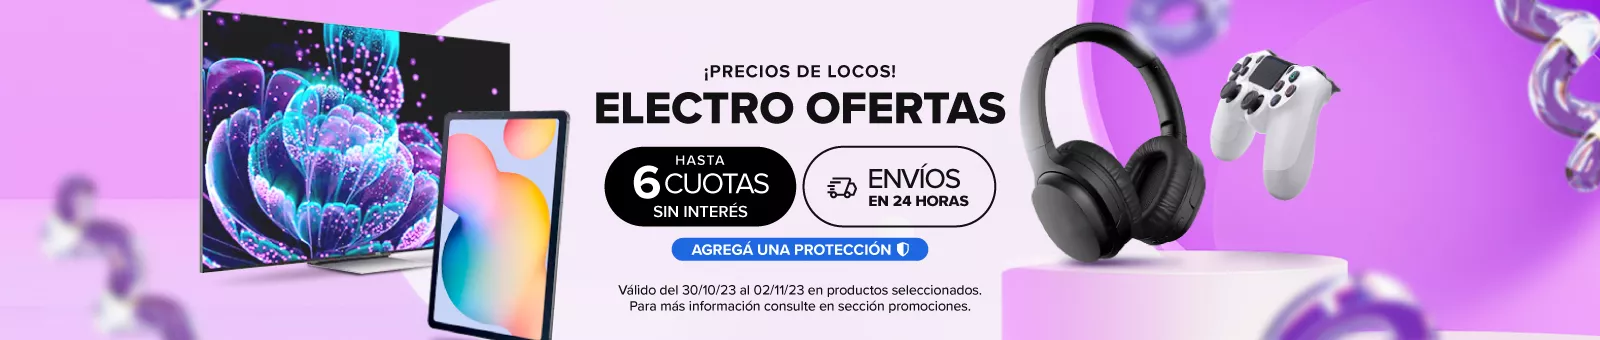 ¡PRECIOS DE LOCOS!
ELECTRO OFERTAS
HASTA
6 CUOTAS
SIN INTERÉS
ENVÍOS
EN 24 HORAS
AGREGÁ UNA PROTECCIÓN
Válido del 30/10/23 al 02/11/23 en productos seleccionados.
Para más información consulte en sección promociones.